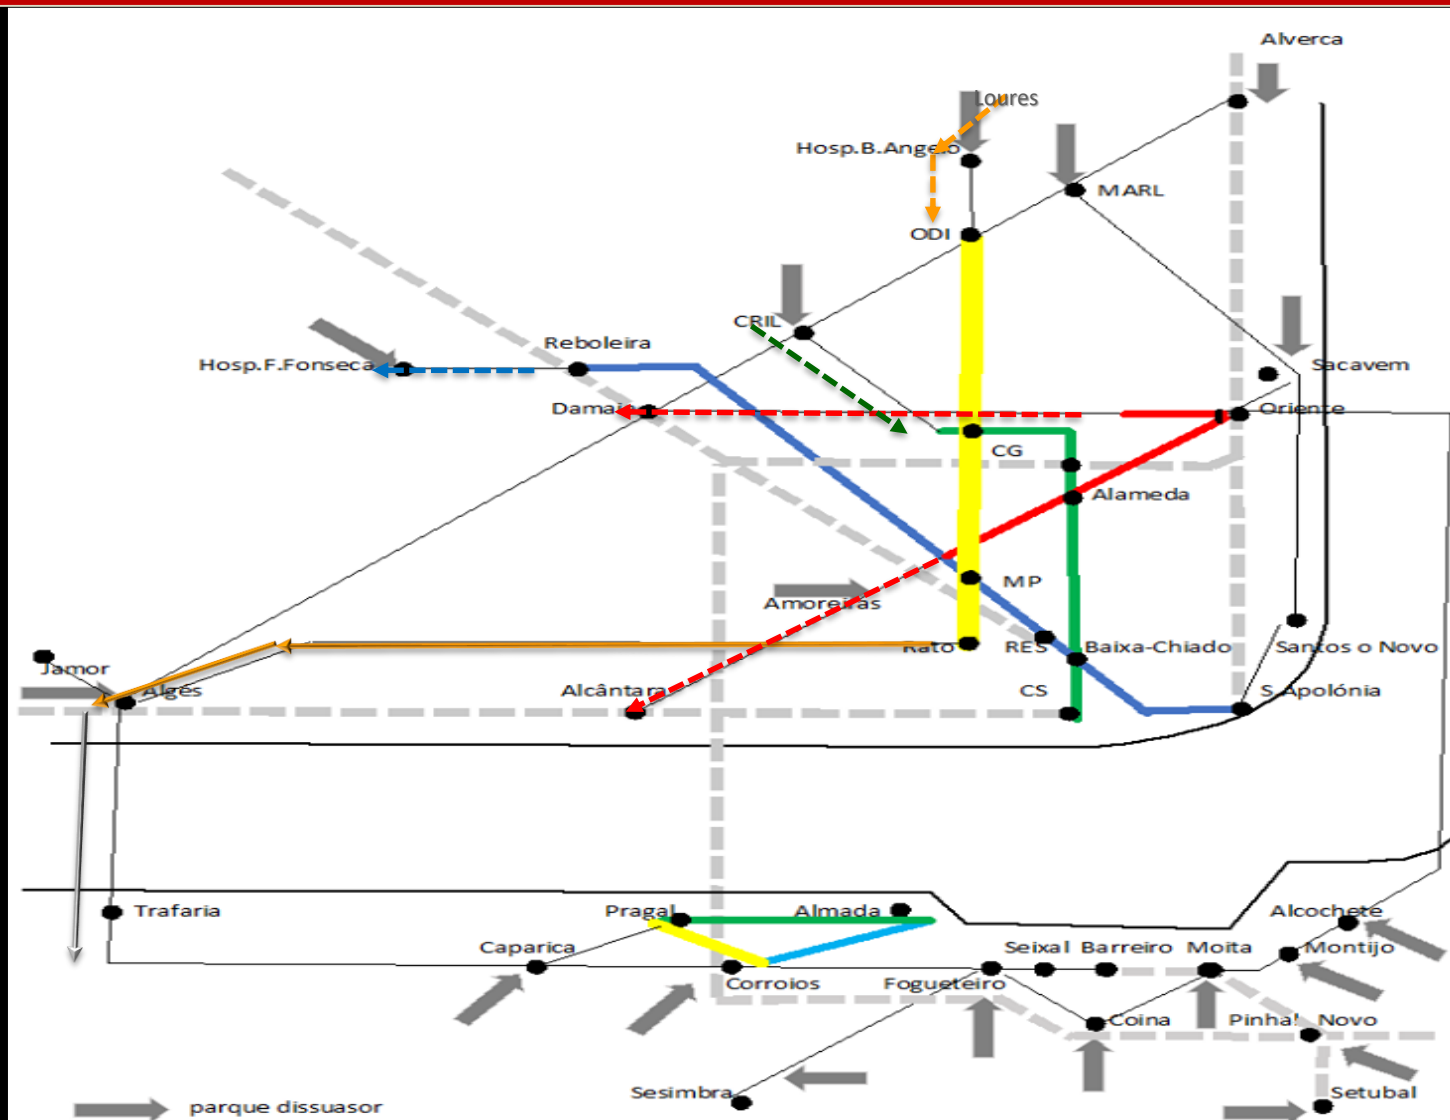 Alverca
Loures
Hosp.B.Angelo
MARL
ODI
CRIL
Reboleira
Hosp.F.Fonseca
Sacavem
Damaia
Oriente
CG
Alameda
MP
Amoreiras
Rato
RES
Baixa-Chiado
Santos o Novo
Jamor
Algés
Alcântara
CS
S.Apolónia
Trafaria
Pragal
Almada
Alcochete
Caparica
Seixal
Barreiro
Moita
Montijo
Corroios
Fogueteiro
Coina
Pinhal Novo
Sesimbra
Setubal
parque dissuasor